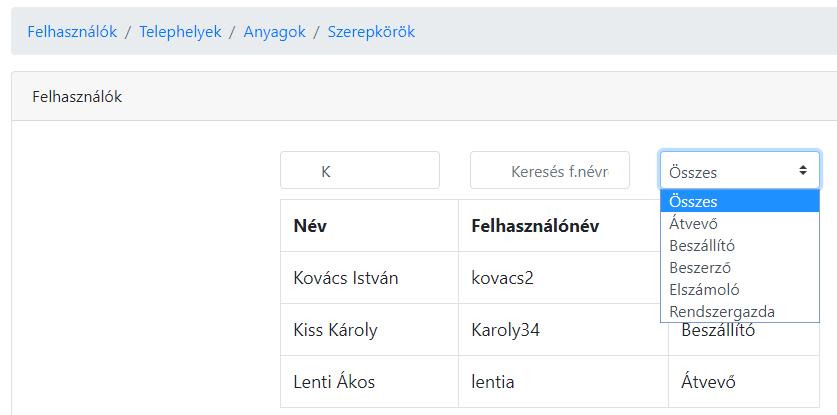 Felhasználók / Telephelyek / Anyagok / Szerepkörök
Felhasználók
K Keresés f.névre Összes
Összes
Átvevő
Beszállító
Beszerző
Elszámoló
Rendszergazda
Név Felhasználónév
Kovács István kovacs2
Kiss Károly Karoly34 Beszállító
Lenti Ákos lentia Átvevő